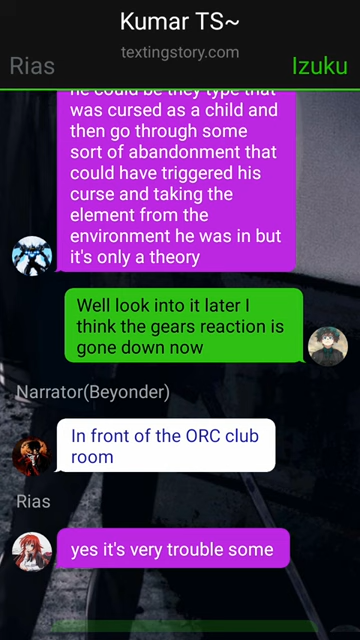 Kumar TS~
textingstory.com
Rias
Izuku
he could be they type that
was cursed as a child and
then go through some
sort of abandonment that
could have triggered his
curse and taking the
element from the
environment he was in but
it's only a theory
Well look into it later I
think the gears reaction is
gone down now
Narrator(Beyonder)
In front of the ORC club
room
Rias
yes it's very trouble some